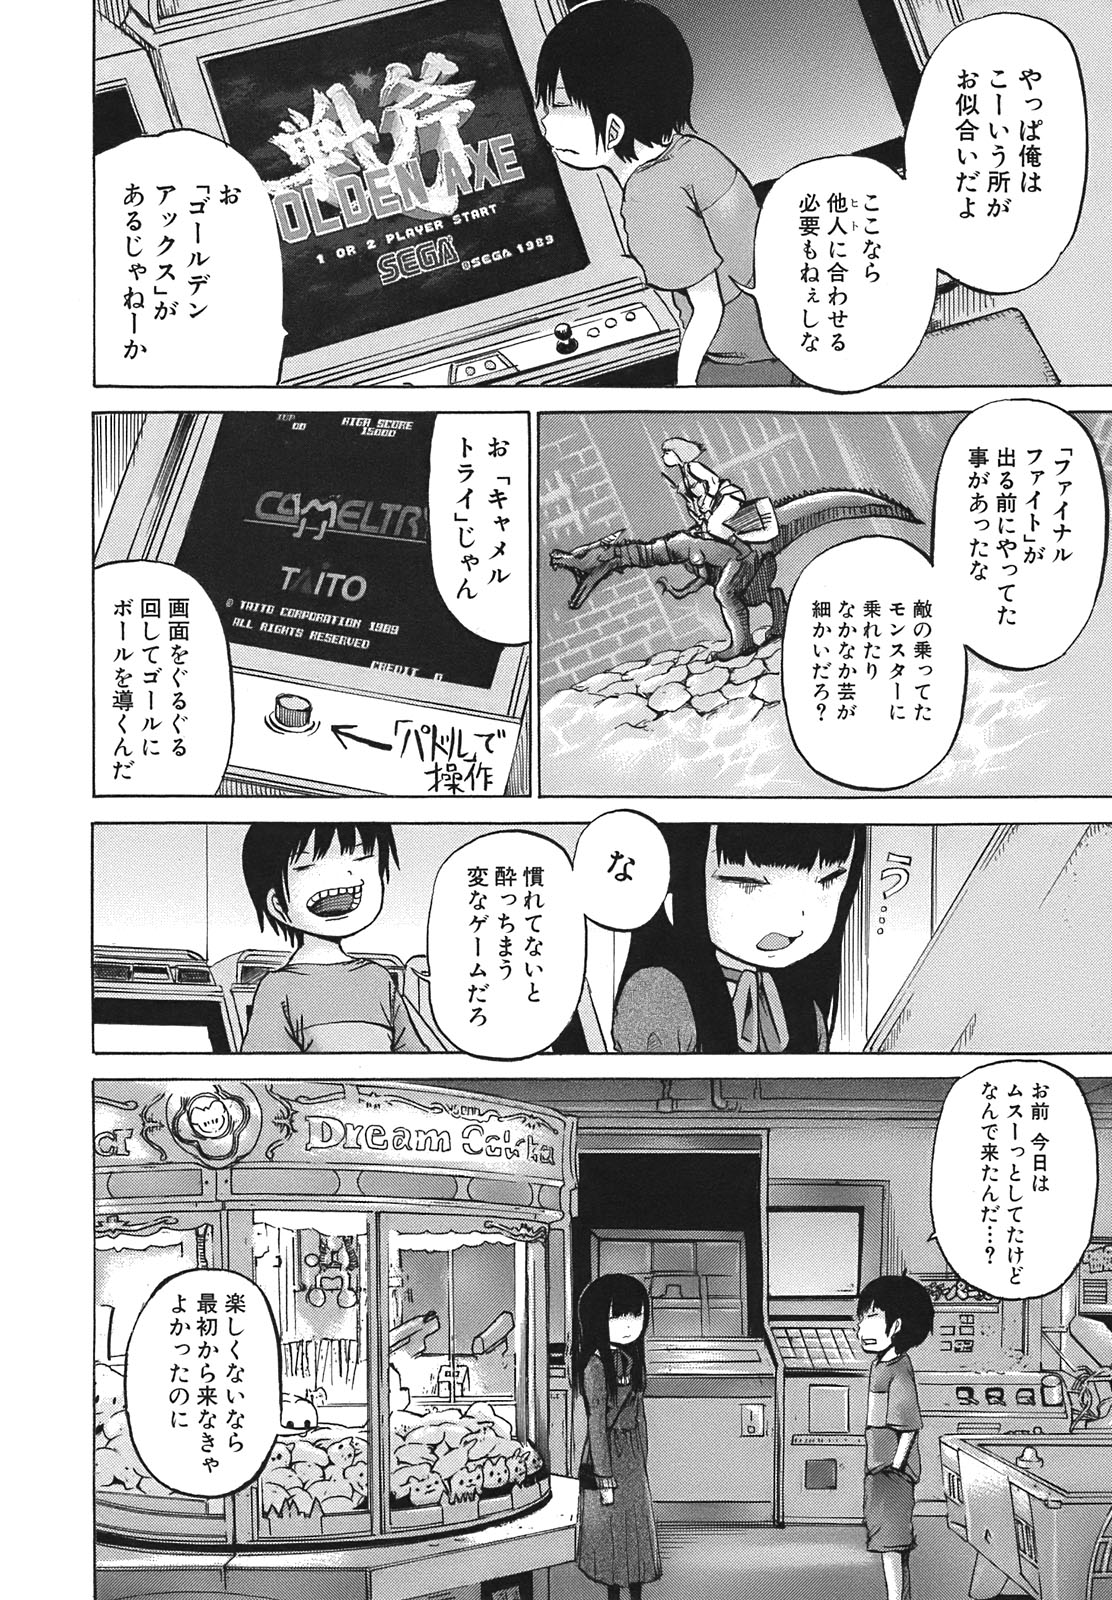 やっぱ俺は
こーいう所が
お似合いだよ
ここなら
他人に合わせる
ヒト
必要もねぇしな
GOLDEN AXE
1 OR 2 PLAYER START
SEGA
©SEGA 1989
お
「ゴールデン
アックス」が
あるじゃねーか
「ファイナル
ファイト」が
出る前にやってた
事があったな
敵の乗ってた
モンスターに
乗れたり
なかなか芸が
細かいだろ?
お「キャメル
トライ」じゃん
1UP
00
HIGH SCORE
15000
CAMELTRY
TAITO
© TAITO CORPORATION 1989
ALL RIGHTS RESERVED
CREDIT 0
「パドル」で
操作
画面をぐるぐる
回してゴールに
ボールを導くんだ
う…
な
慣れてないと
酔っちまう
変なゲームだろ
お前 今日は
ムスーっとしてたけど
なんで来たんだ…?
Dream
楽しくないなら
最初から来なきゃ
よかったのに